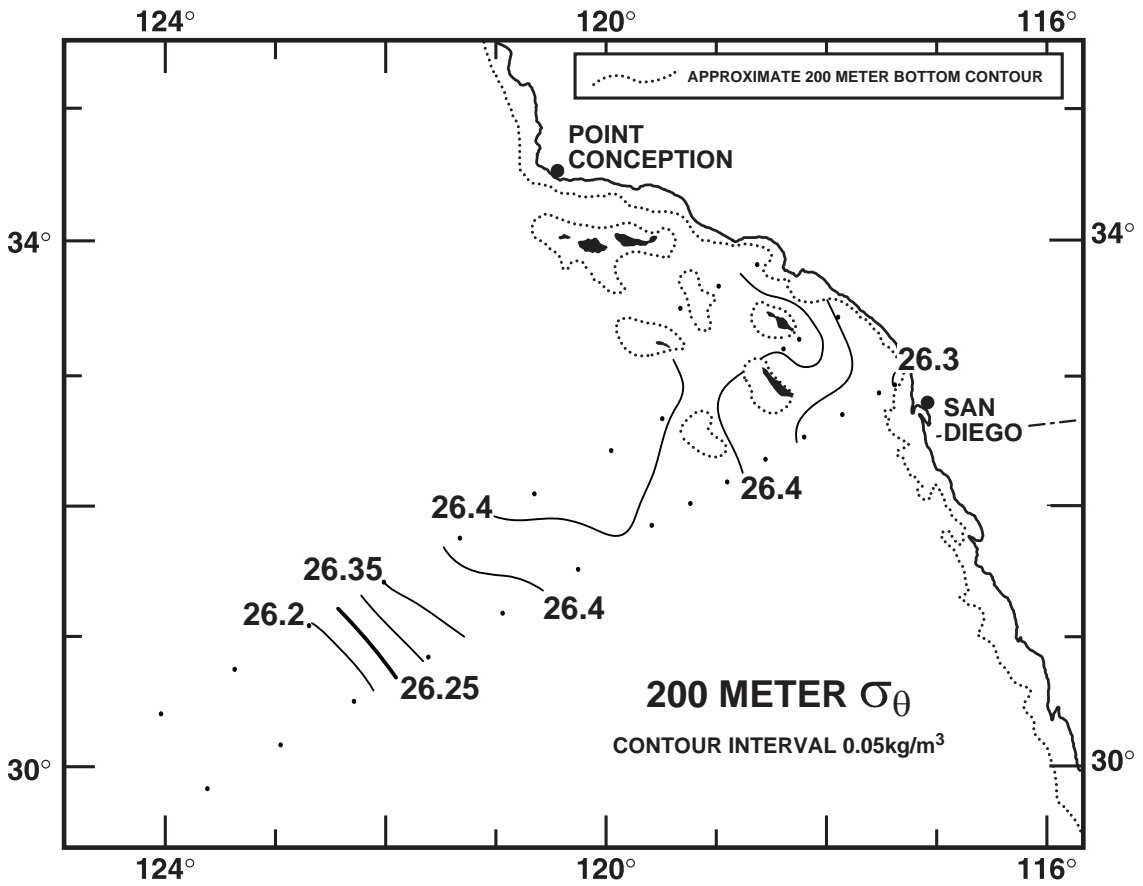 124° 120° 116°
APPROXIMATE 200 METER BOTTOM CONTOUR
POINT
CONCEPTION
34° 34°
26.3
SAN
DIEGO
26.4
26.4
26.35
26.4
26.2
26.25
200 METER σθ
CONTOUR INTERVAL 0.05kg/m³
30° 30°
124° 120° 116°